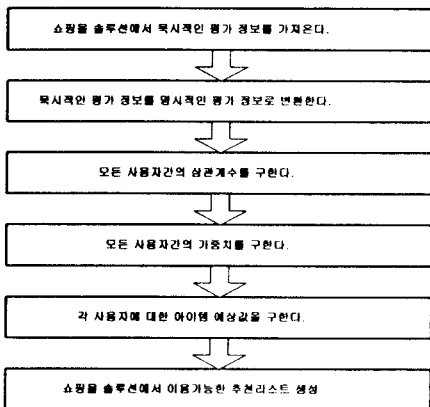 쇼핑몰 솔루션에서 묵시적인 평가 정보를 가져온다.
묵시적인 평가 정보를 명시적인 평가 정보로 변환한다.
모든 사용자간의 상관계수를 구한다.
모든 사용자간의 가중치를 구한다.
각 사용자에 대한 아이템 예상값을 구한다.
쇼핑몰 솔루션에서 이용가능한 추천리스트 생성